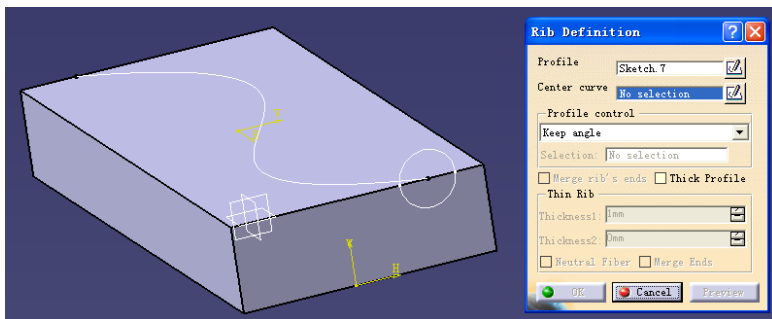 Rib Definition
Profile
Sketch.7
Center curve
No selection
Profile control
Keep angle
Selection: No selection
Merge rib's ends
Thick Profile
Thin Rib
Thickness1: 1mm
Thickness2: 0mm
Neutral Fiber
Merge Ends
OK
Cancel
Preview
V
H